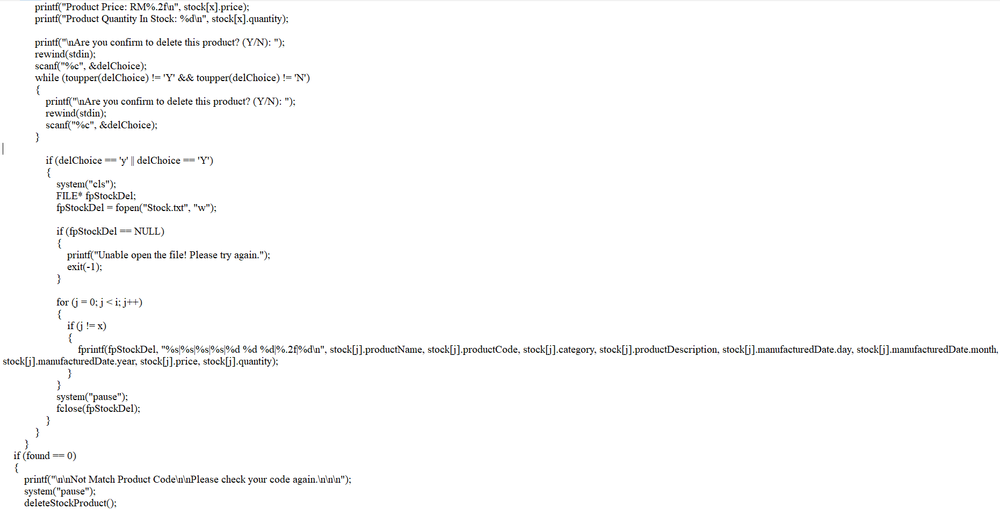 printf("Product Price: RM%.2f\n", stock[x].price);
printf("Product Quantity In Stock: %d\n", stock[x].quantity);
printf("\nAre you confirm to delete this product? (Y/N): ");
rewind(stdin);
scanf("%c", &delChoice);
while (toupper(delChoice) != 'Y' && toupper(delChoice) != 'N')
{
printf("\nAre you confirm to delete this product? (Y/N): ");
rewind(stdin);
scanf("%c", &delChoice);
}
if (delChoice == 'y' || delChoice == 'Y')
{
system("cls");
FILE* fpStockDel;
fpStockDel = fopen("Stock.txt", "w");
if (fpStockDel == NULL)
{
printf("Unable open the file! Please try again.");
exit(-1);
}
for (j = 0; j < i; j++)
{
if (j != x)
{
fprintf(fpStockDel, "%s|%s|%s|%s|%d %d %d|%.2f|%d\n", stock[j].productName, stock[j].productCode, stock[j].category, stock[j].productDescription, stock[j].manufacturedDate.day, stock[j].manufacturedDate.month,
stock[j].manufacturedDate.year, stock[j].price, stock[j].quantity);
}
}
system("pause");
fclose(fpStockDel);
}
}
}
if (found == 0)
{
printf("\n\nNot Match Product Code\n\nPlease check your code again.\n\n\n");
system("pause");
deleteStockProduct();